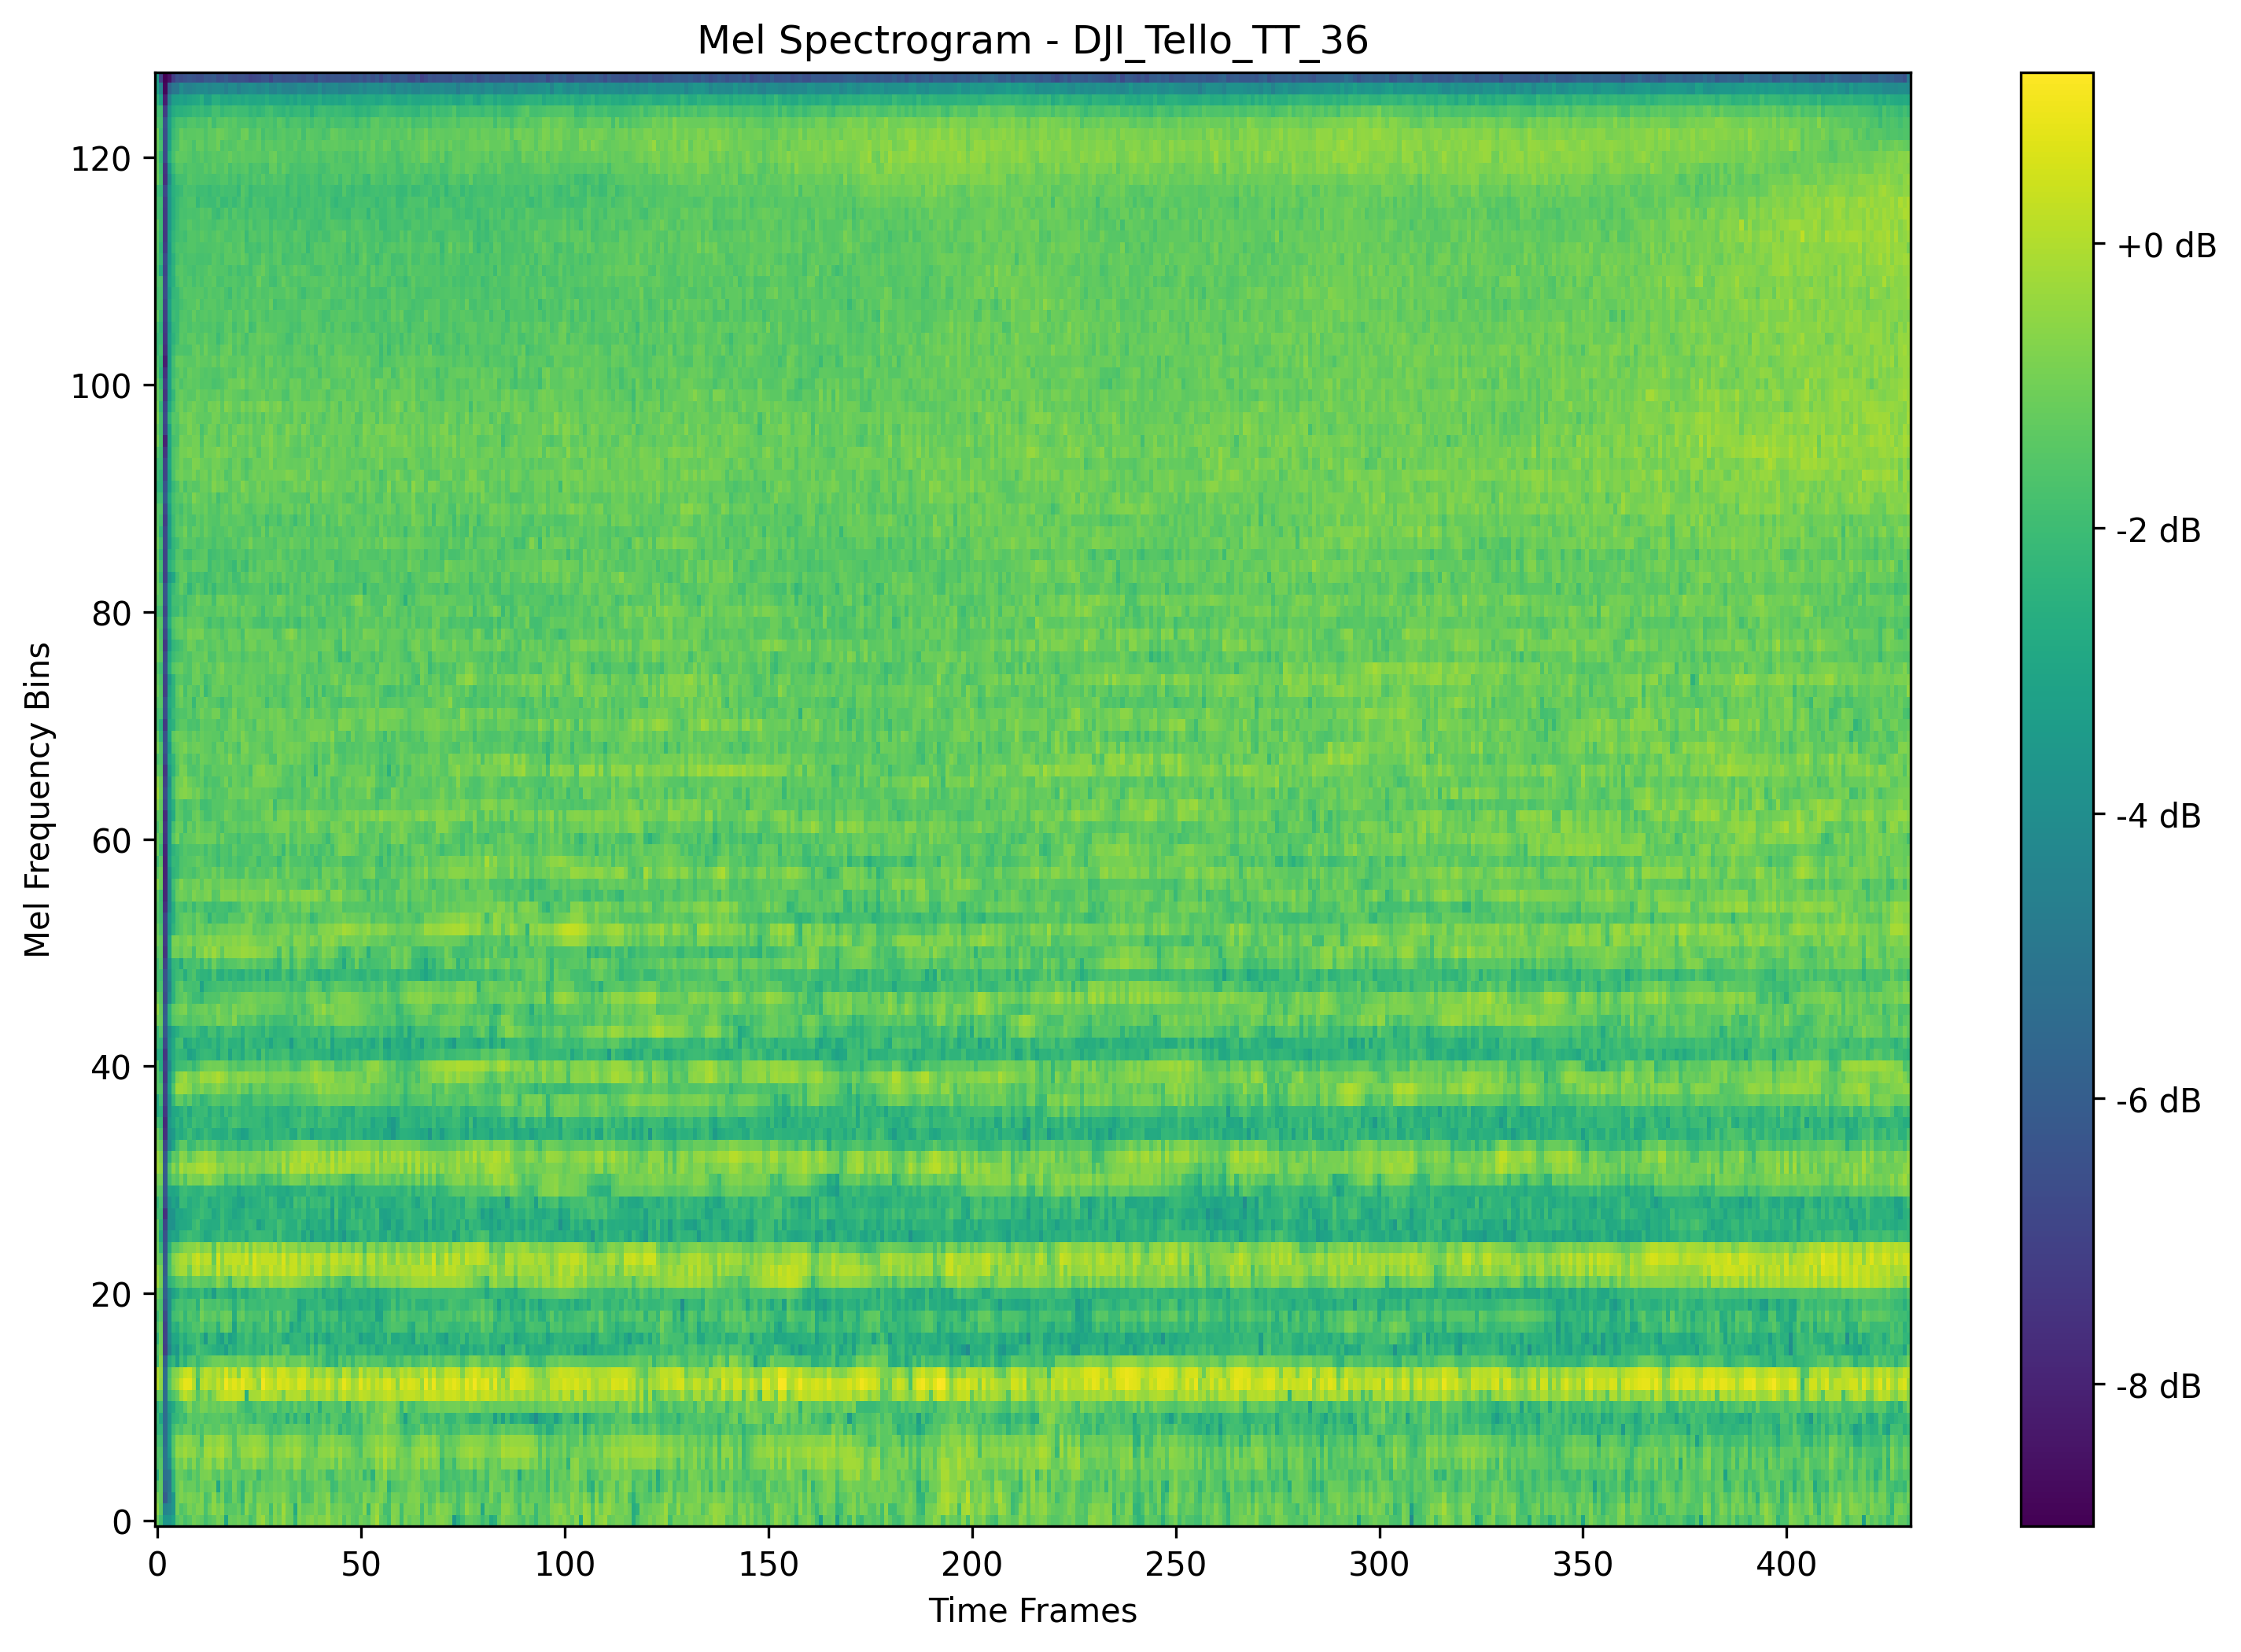 Mel Spectrogram - DJI_Tello_TT_36
Mel Frequency Bins
120
100
80
60
40
20
0
0 50 100 150 200 250 300 350 400
Time Frames
+0 dB
-2 dB
-4 dB
-6 dB
-8 dB